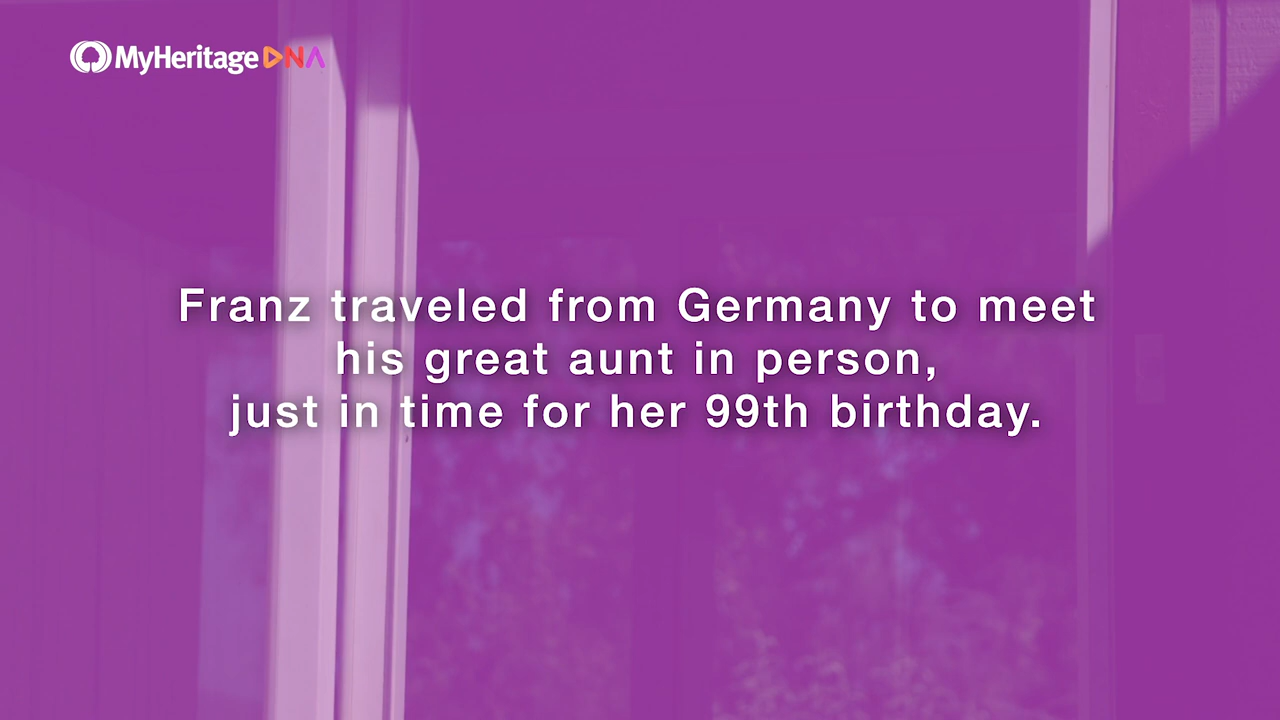 MyHeritage DNA
Franz traveled from Germany to meet
his great aunt in person,
just in time for her 99th birthday.